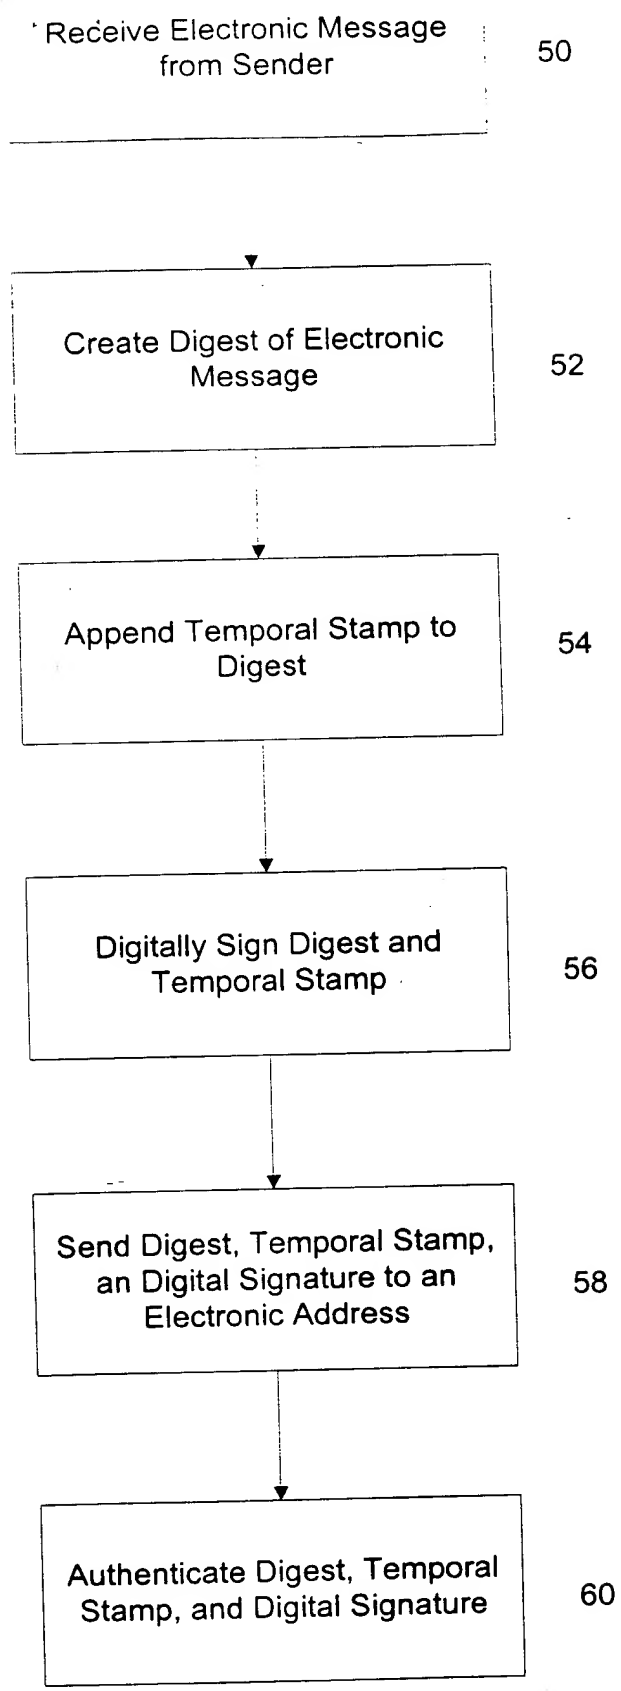 Receive Electronic Message
from Sender
50
Create Digest of Electronic
Message
52
Append Temporal Stamp to
Digest
54
Digitally Sign Digest and
Temporal Stamp
56
Send Digest, Temporal Stamp,
an Digital Signature to an
Electronic Address
58
Authenticate Digest, Temporal
Stamp, and Digital Signature
60